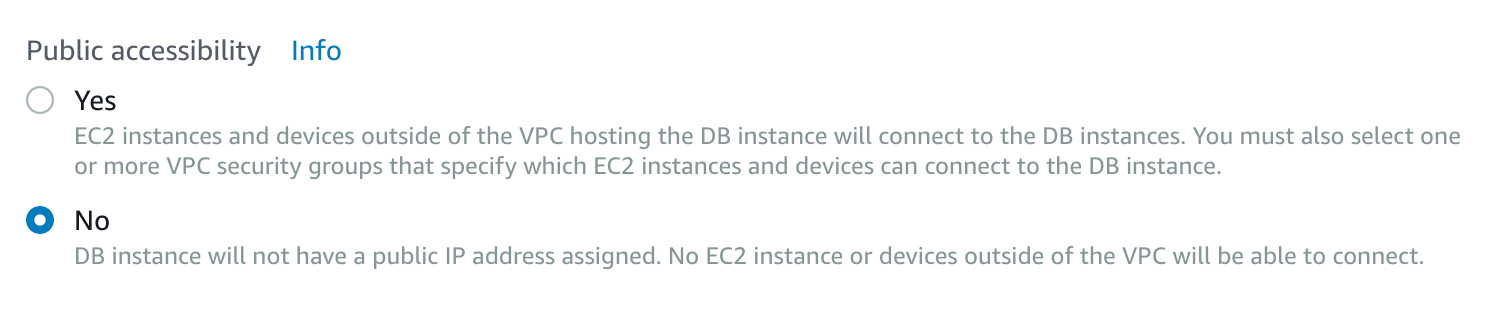 Public accessibility Info
Yes
EC2 instances and devices outside of the VPC hosting the DB instance will connect to the DB instances. You must also select one
or more VPC security groups that specify which EC2 instances and devices can connect to the DB instance.
No
DB instance will not have a public IP address assigned. No EC2 instance or devices outside of the VPC will be able to connect.